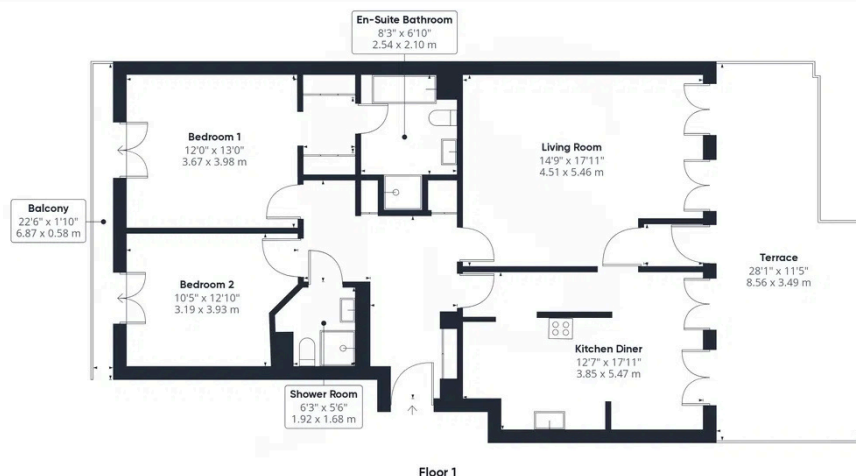 En-Suite Bathroom
8'3" x 6'10"
2.54 x 2.10 m
Bedroom 1
12'0" x 13'0"
3.67 x 3.98 m
Living Room
14'9" x 17'11"
4.51 x 5.46 m
Balcony
22'6" x 1'10"
6.87 x 0.58 m
Terrace
28'1" x 11'5"
8.56 x 3.49 m
Bedroom 2
10'5" x 12'10"
3.19 x 3.93 m
Kitchen Diner
12'7" x 17'11"
3.85 x 5.47 m
Shower Room
6'3" x 5'6"
1.92 x 1.68 m
Floor 1